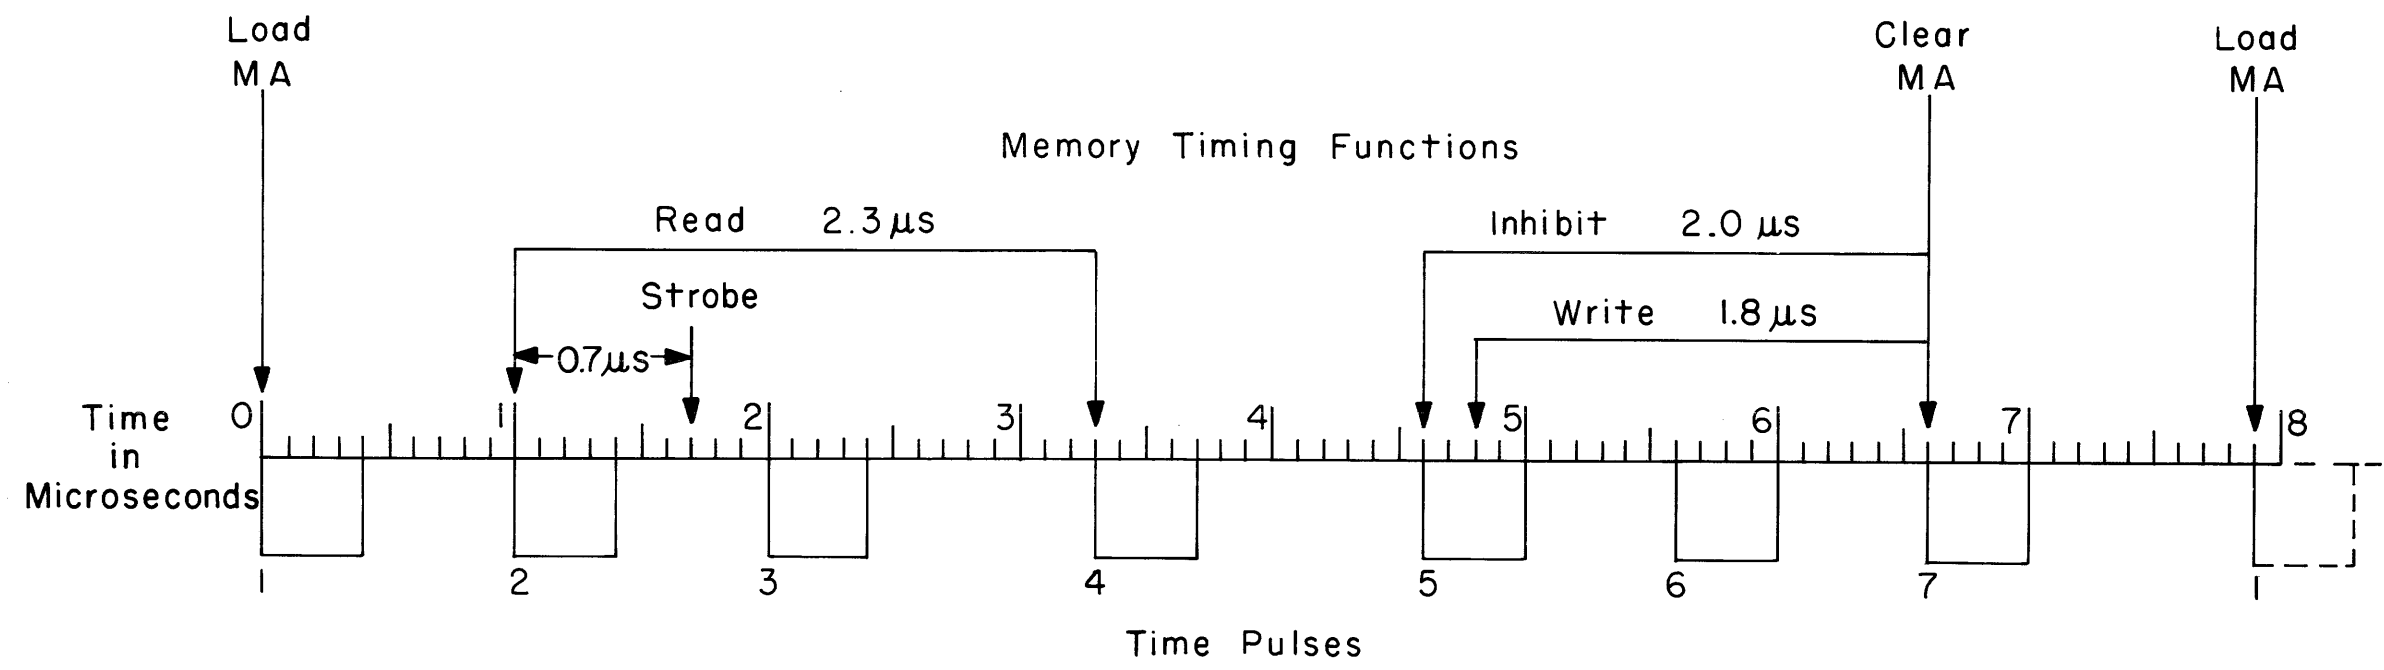 Load
MA
Clear
MA
Load
MA
Memory Timing Functions
Read 2.3 μs
Inhibit 2.0 μs
Strobe
Write 1.8 μs
0.7μs
Time
in
Microseconds
0 1 2 3 4 5 6 7 8
1 2 3 4 5 6 7 1
Time Pulses